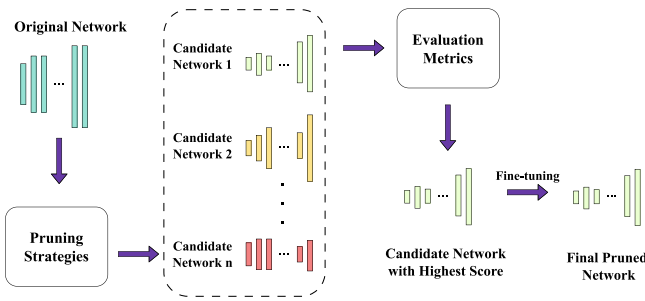 Original Network
...
Pruning
Strategies
Candidate
Network 1
...
Candidate
Network 2
...
Candidate
Network n
...
Evaluation
Metrics
...
Candidate Network
with Highest Score
Fine-tuning
...
Final Pruned
Network